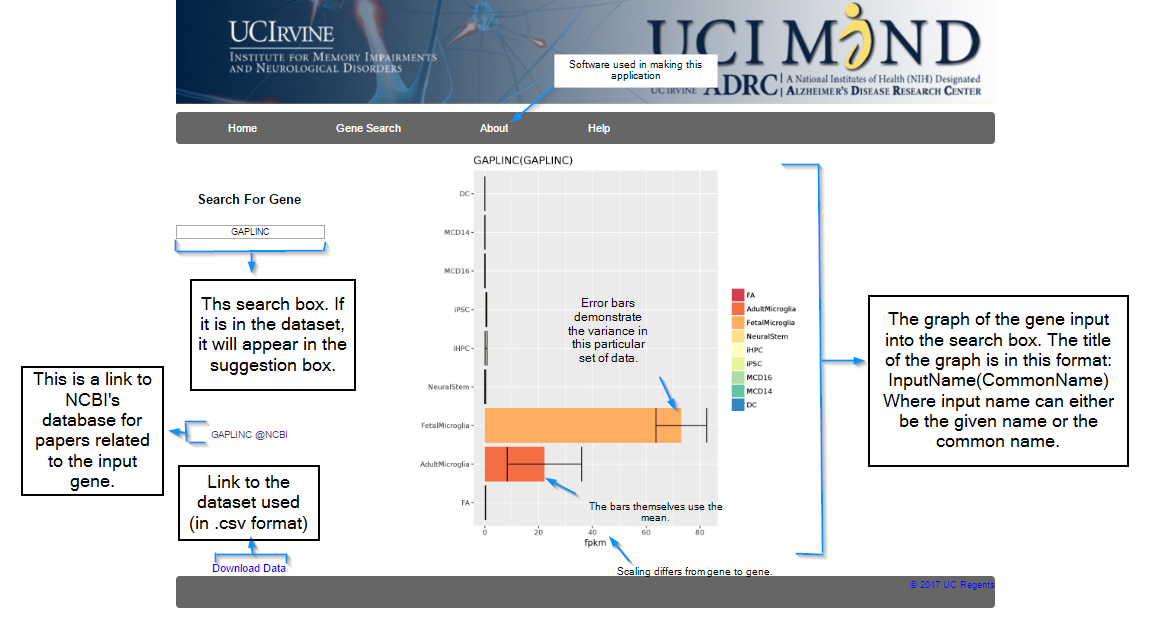 UCIRVINE
INSTITUTE FOR MEMORY IMPAIRMENTS
AND NEUROLOGICAL DISORDERS
UCI MIND
UC IRVINE ADRC
A National Institutes of Health (NIH) Designated
ALZHEIMER'S DISEASE RESEARCH CENTER
Software used in making this
application
Home Gene Search About Help
GAPLINC(GAPLINC)
Search For Gene
GAPLINC
Ths search box. If
it is in the dataset,
it will appear in the
suggestion box.
This is a link to
NCBI's
database for
papers related
to the input
gene.
GAPLINC @NCBI
Link to the
dataset used
(in .csv format)
Download Data
DC
MCD14
MCD16
iPSC
iHPC
NeuralStem
FetalMicroglia
AdultMicroglia
FA
0 20 40 60 80
fpkm
Error bars
demonstrate
the variance in
this particular
set of data.
The bars themselves use the
mean.
Scaling differs from gene to gene.
FA
AdultMicroglia
FetalMicroglia
NeuralStem
iHPC
iPSC
MCD16
MCD14
DC
The graph of the gene input
into the search box. The title
of the graph is in this format:
InputName(CommonName)
Where input name can either
be the given name or the
common name.
© 2017 UC Regents